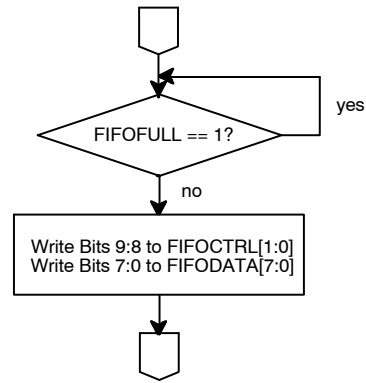 FIFOFULL == 1?
yes
no
Write Bits 9:8 to FIFOCTRL[1:0]
Write Bits 7:0 to FIFODATA[7:0]